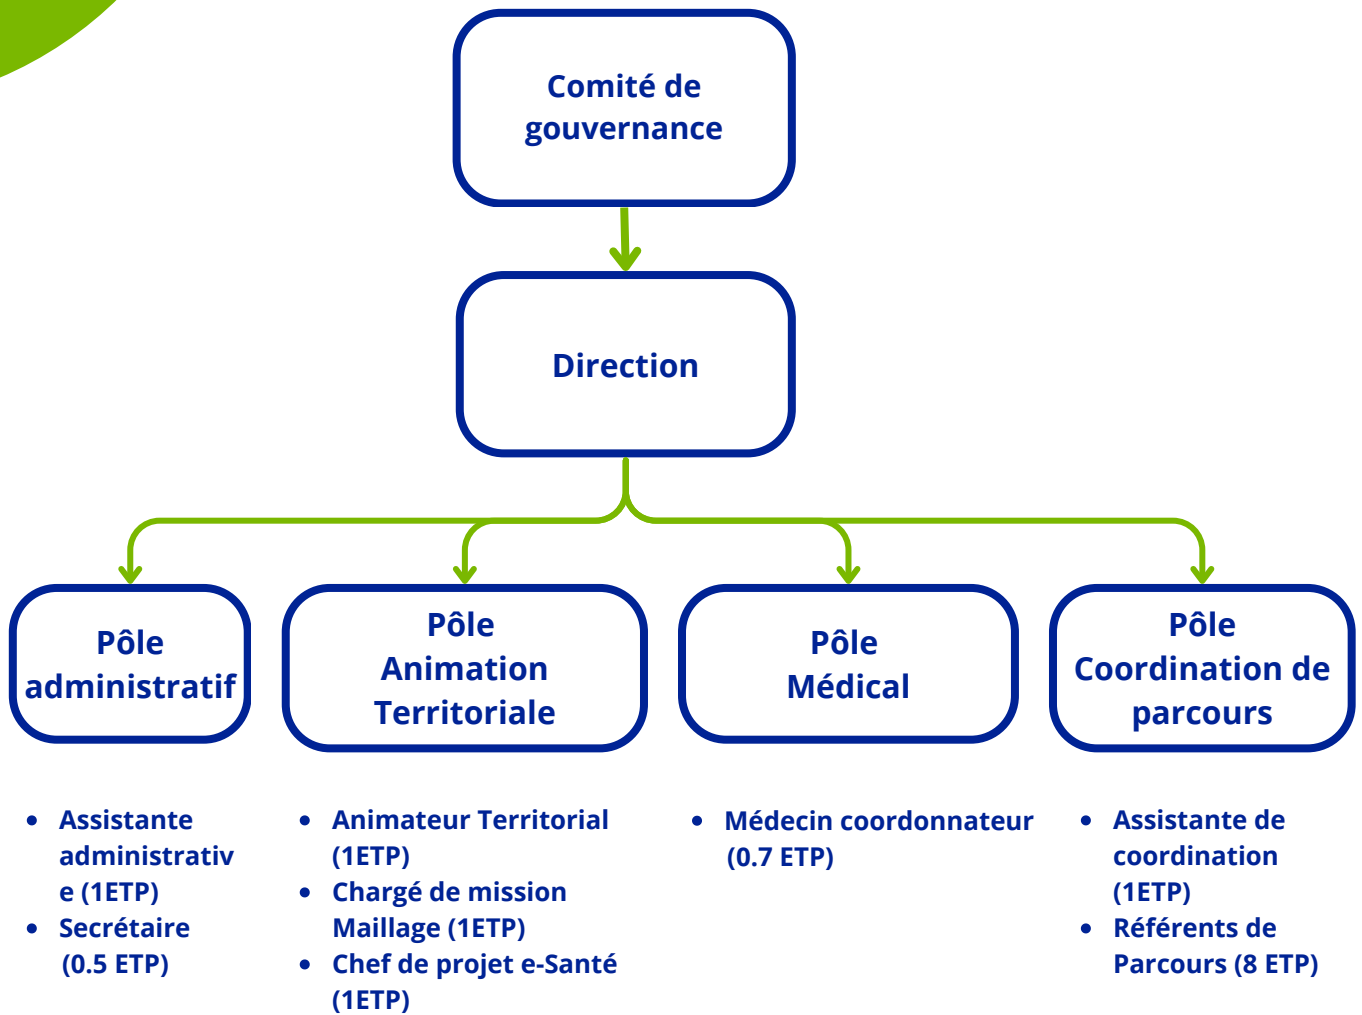 Comité de
gouvernance
Direction
Pôle
administratif
Pôle
Animation
Territoriale
Pôle
Médical
Pôle
Coordination de
parcours
• Assistante
administrativ
e (1ETP)
• Secrétaire
(0.5 ETP)
• Animateur Territorial
(1ETP)
• Chargé de mission
Maillage (1ETP)
• Chef de projet e-Santé
(1ETP)
• Médecin coordonnateur
(0.7 ETP)
• Assistante de
coordination
(1ETP)
• Référents de
Parcours (8 ETP)